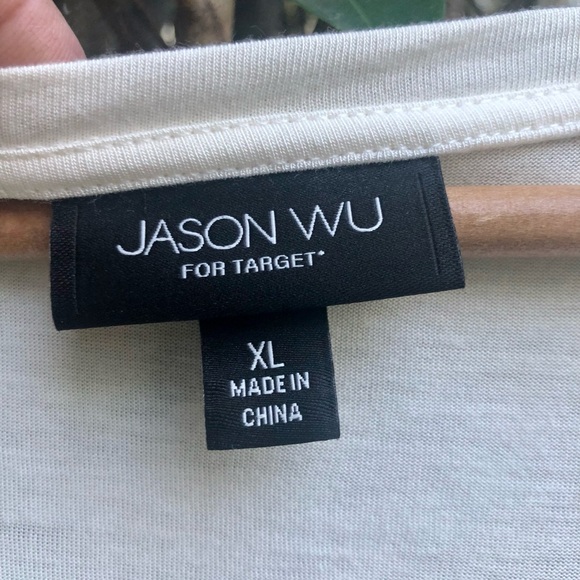 JASON WU
FOR TARGET*
XL
MADE IN
CHINA